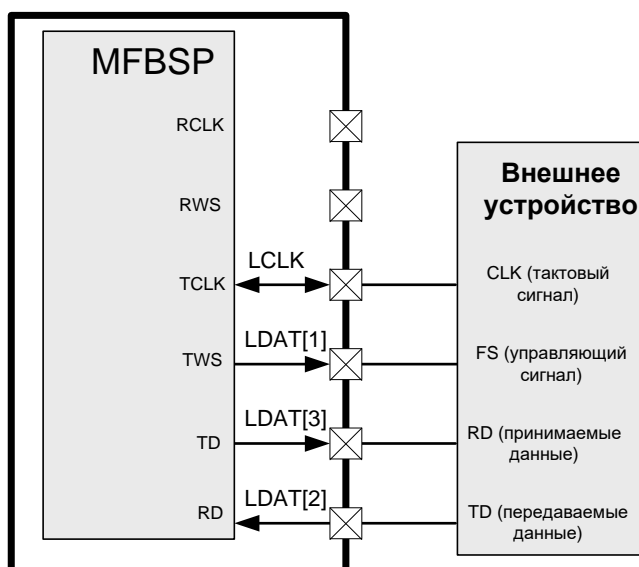 MFBSP
RCLK
RWS
TCLK
LCLK
TWS
LDAT[1]
TD
LDAT[3]
RD
LDAT[2]
Внешнее
устройство
CLK (тактовый
сигнал)
FS (управляющий
сигнал)
RD (принимаемые
данные)
TD (передаваемые
данные)